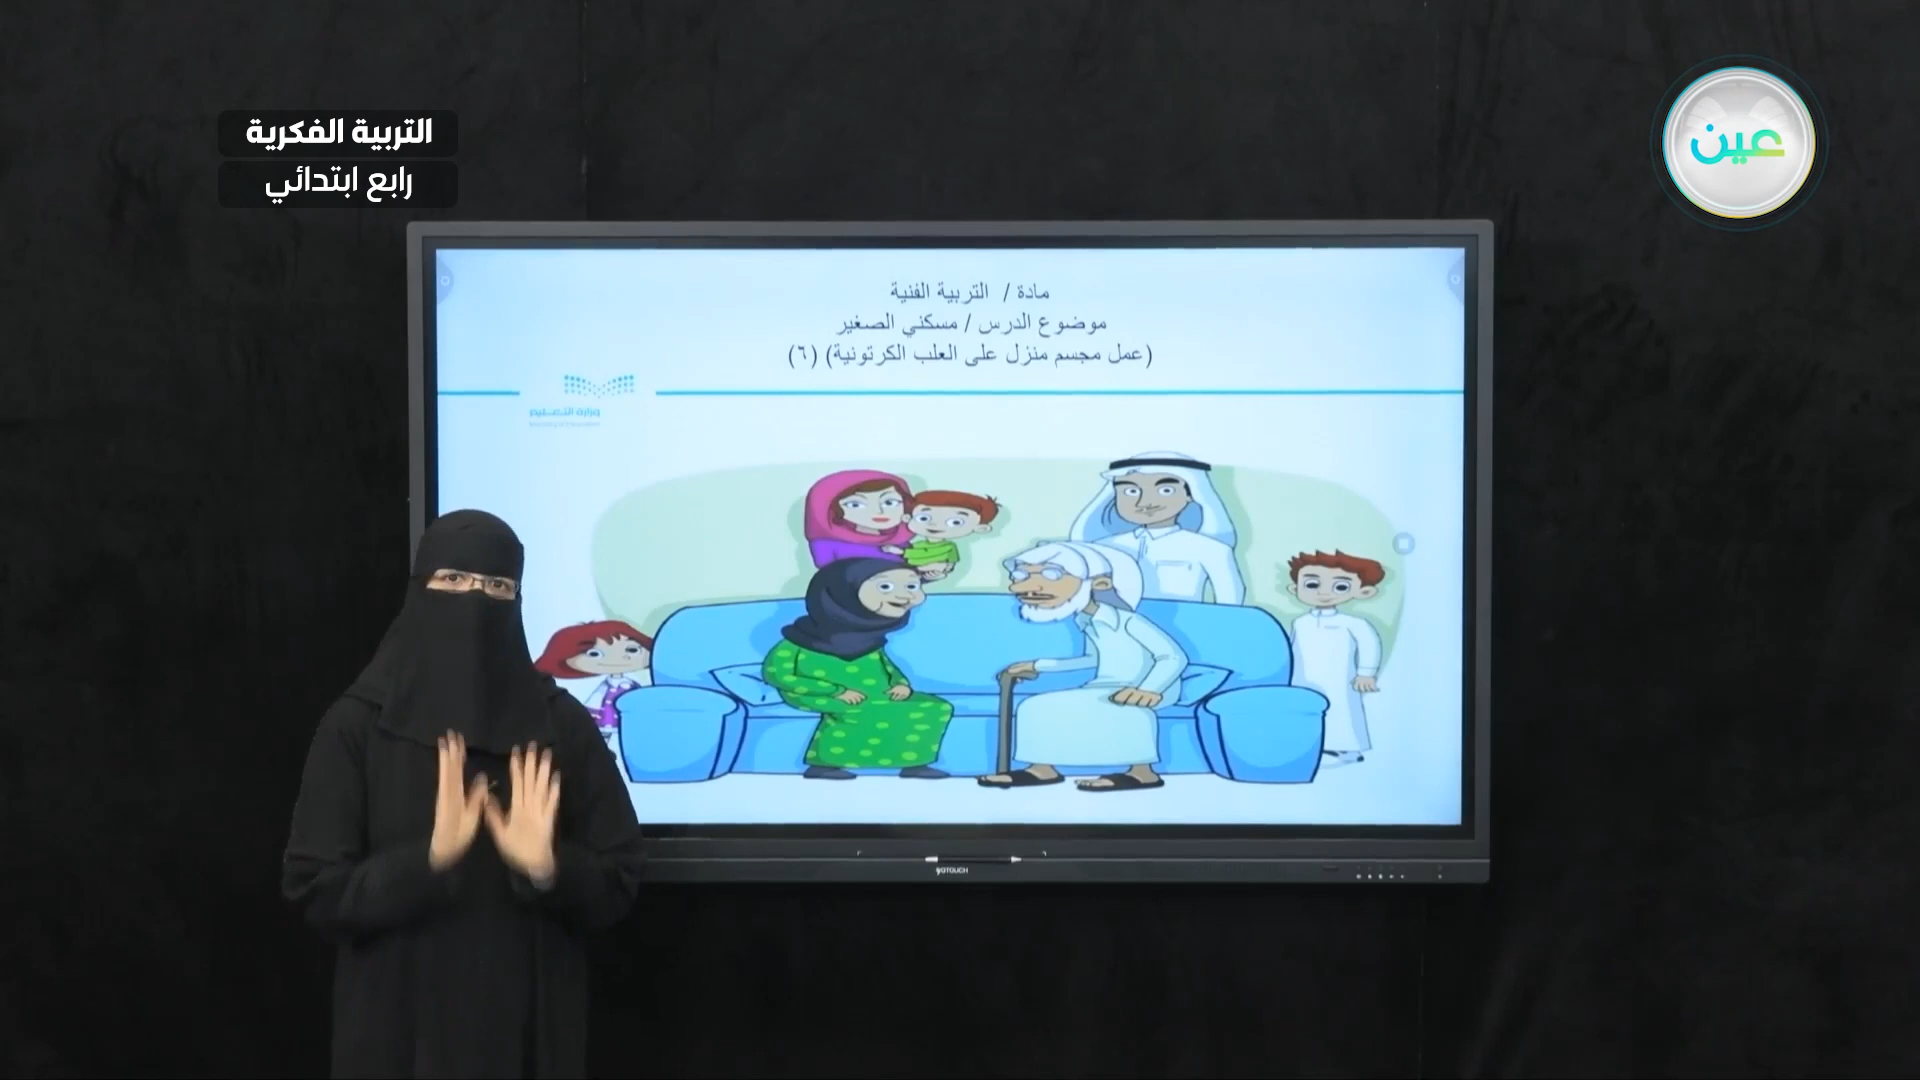 التربية الفكرية
رابع ابتدائي
عين
مادة / التربية الفنية
موضوع الدرس / مسكني الصغير
(عمل مجسم منزل على العلب الكرتونية) (٦)
وزارة التعليم
YOTOUCH